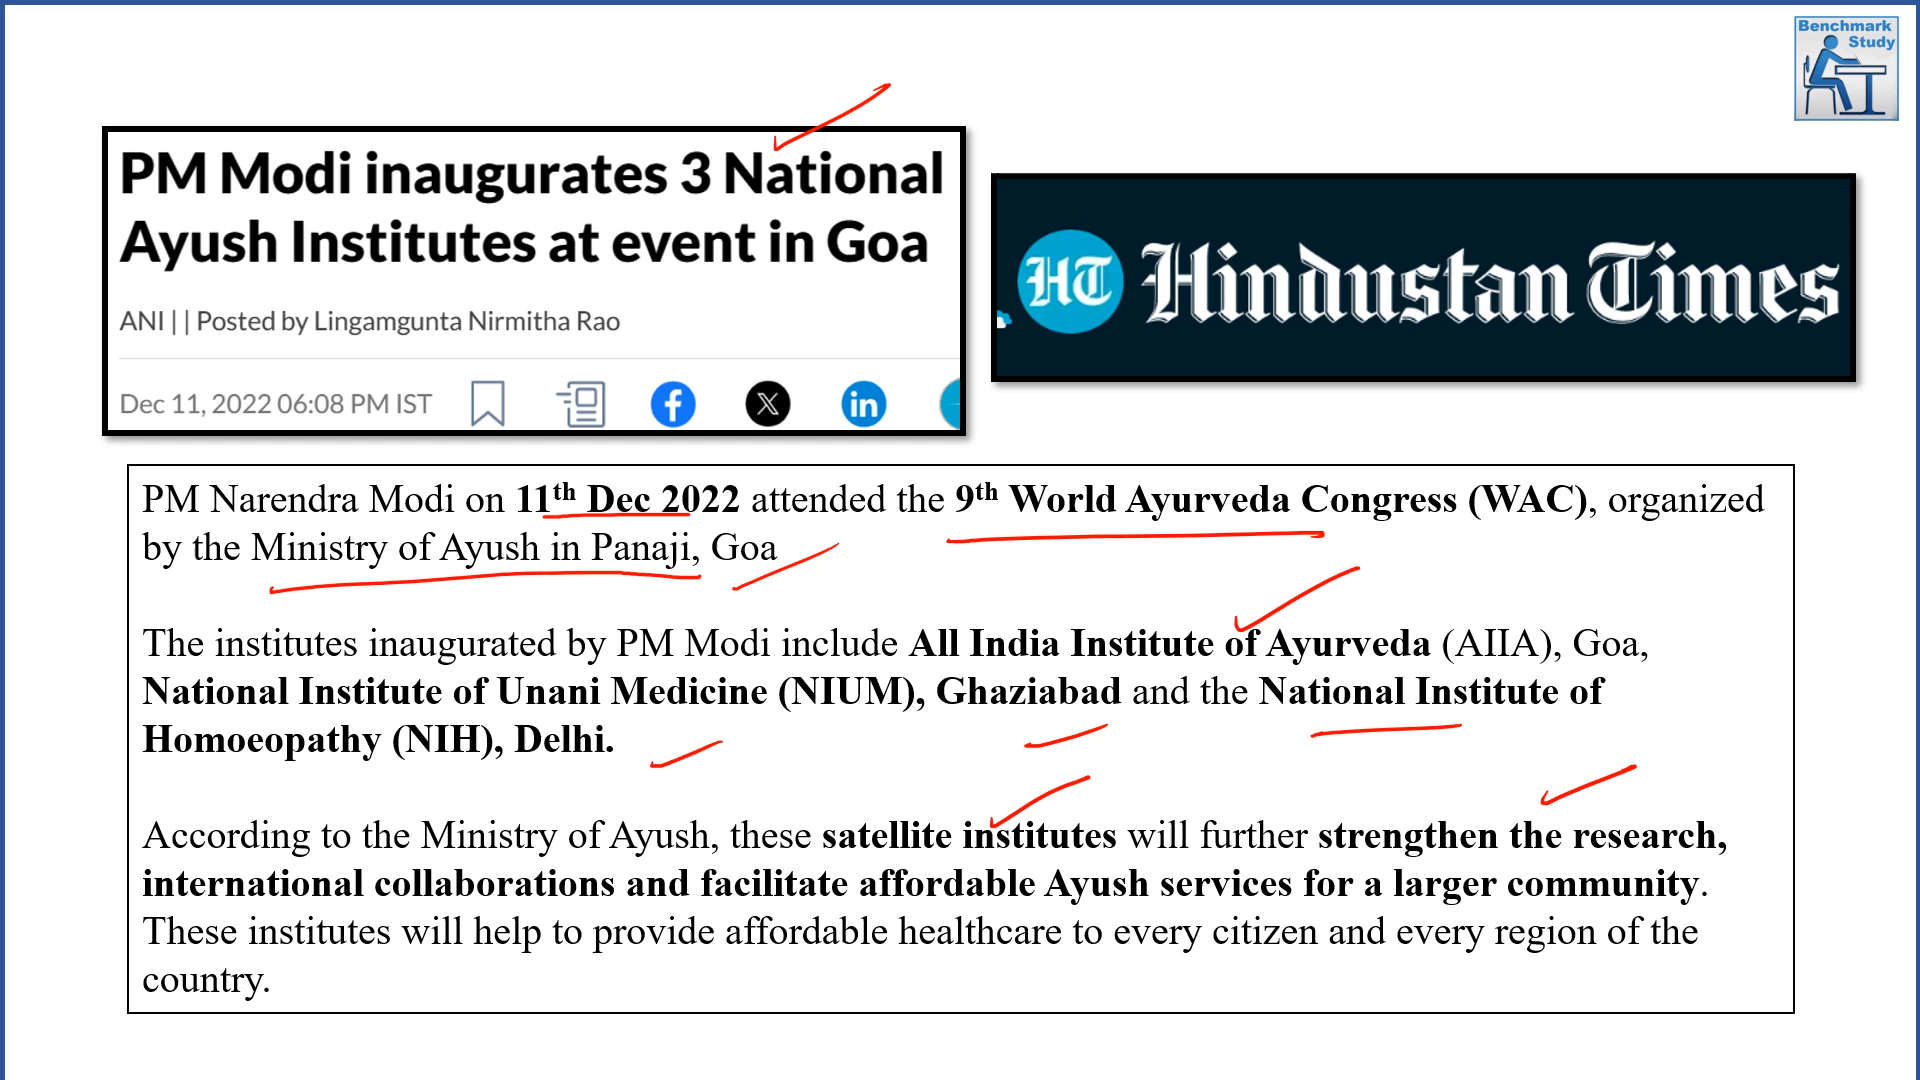 Benchmark
Study
PM Modi inaugurates 3 National
Ayush Institutes at event in Goa
ANI | | Posted by Lingamgunta Nirmitha Rao
Dec 11, 2022 06:08 PM IST
HT Hindustan Times
PM Narendra Modi on 11th Dec 2022 attended the 9th World Ayurveda Congress (WAC), organized
by the Ministry of Ayush in Panaji, Goa
The institutes inaugurated by PM Modi include All India Institute of Ayurveda (AIIA), Goa,
National Institute of Unani Medicine (NIUM), Ghaziabad and the National Institute of
Homoeopathy (NIH), Delhi.
According to the Ministry of Ayush, these satellite institutes will further strengthen the research,
international collaborations and facilitate affordable Ayush services for a larger community.
These institutes will help to provide affordable healthcare to every citizen and every region of the
country.